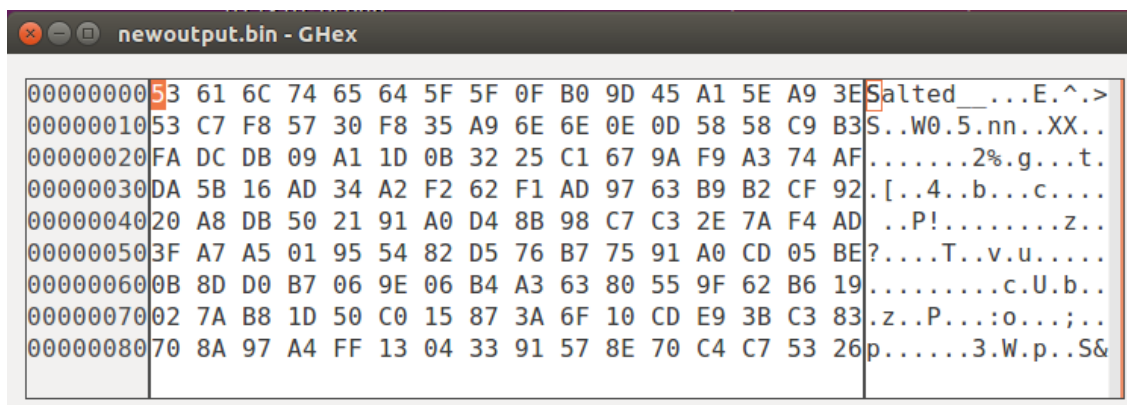 newoutput.bin - GHex
00000000 53 61 6C 74 65 64 5F 5F 0F B0 9D 45 A1 5E A9 3E Salted__...E.^.>
00000010 53 C7 F8 57 30 F8 35 A9 6E 6E 0E 0D 58 58 C9 B3 S..W0.5.nn..XX..
00000020 FA DC DB 09 A1 1D 0B 32 25 C1 67 9A F9 A3 74 AF .......2%.g...t.
00000030 DA 5B 16 AD 34 A2 F2 62 F1 AD 97 63 B9 B2 CF 92 .[..4..b...c....
00000040 20 A8 DB 50 21 91 A0 D4 8B 98 C7 C3 2E 7A F4 AD  ..P!........z..
00000050 3F A7 A5 01 95 54 82 D5 76 B7 75 91 A0 CD 05 BE ?....T..v.u.....
00000060 0B 8D D0 B7 06 9E 06 B4 A3 63 80 55 9F 62 B6 19 .........c.U.b..
00000070 02 7A B8 1D 50 C0 15 87 3A 6F 10 CD E9 3B C3 83 .z..P...:o...;..
00000080 70 8A 97 A4 FF 13 04 33 91 57 8E 70 C4 C7 53 26 p......3.W.p..S&